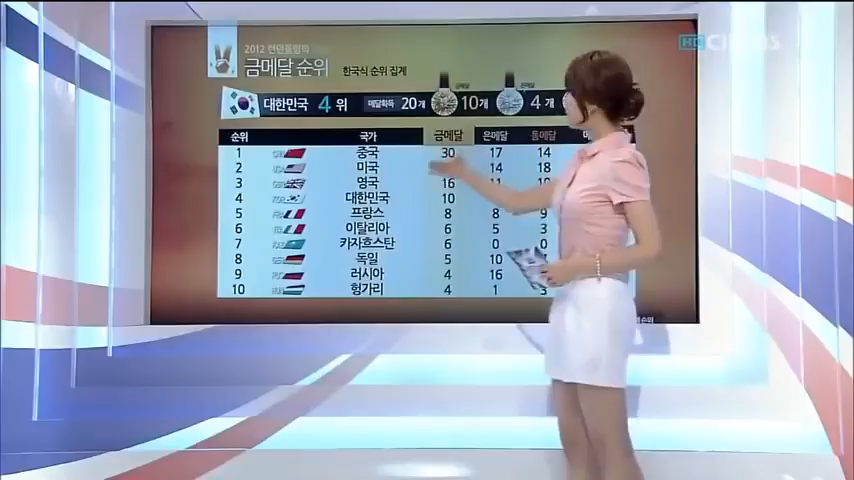 2012 런던올림픽
금메달 순위 한국식 순위 집계
대한민국 4 위 메달획득 20개 10개 4개
순위 국가 금메달 은메달 동메달
1 중국 30 17 14
2 미국 14 18
3 영국 16 11
4 대한민국 10
5 프랑스 8 8 9
6 이탈리아 6 5 3
7 카자흐스탄 6 0 0
8 독일 5 10
9 러시아 4 16
10 헝가리 4 1 3